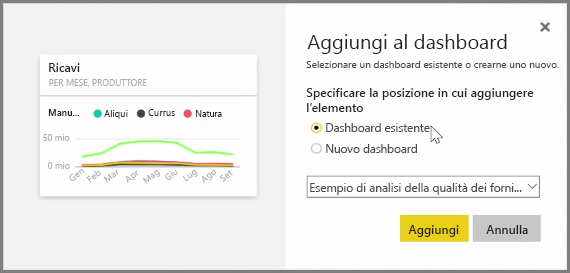 Ricavi
PER MESE, PRODUTTORE
Manu... Aliqui Currus Natura
50 mio
0 mio
Gen Feb Mar Apr Mag Giu Lug Ago Set
Aggiungi al dashboard
Selezionare un dashboard esistente o crearne uno nuovo.
Specificare la posizione in cui aggiungere
l'elemento
Dashboard esistente
Nuovo dashboard
Esempio di analisi della qualità dei forni...
Aggiungi Annulla